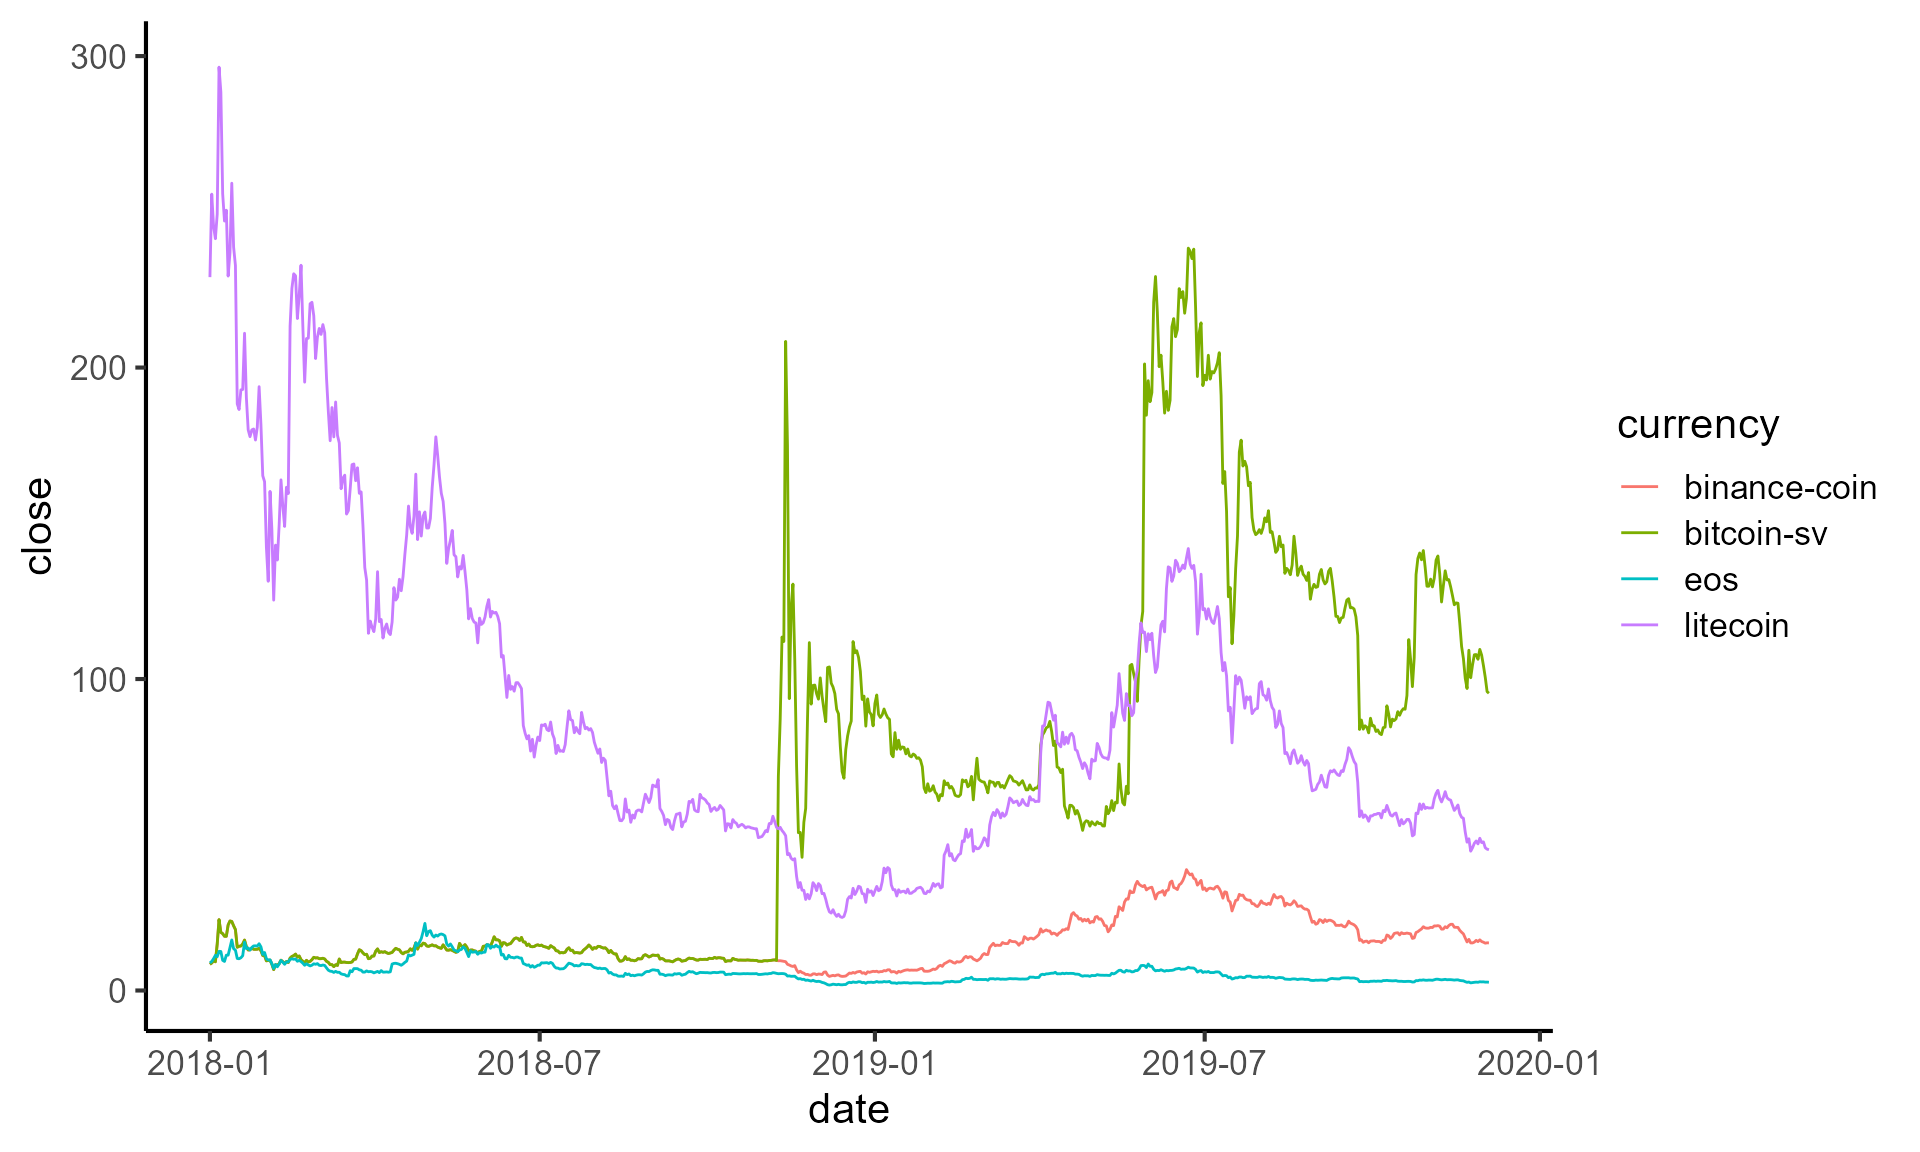 300
200
100
0
close
2018-01
2018-07
2019-01
2019-07
2020-01
date
currency
binance-coin
bitcoin-sv
eos
litecoin